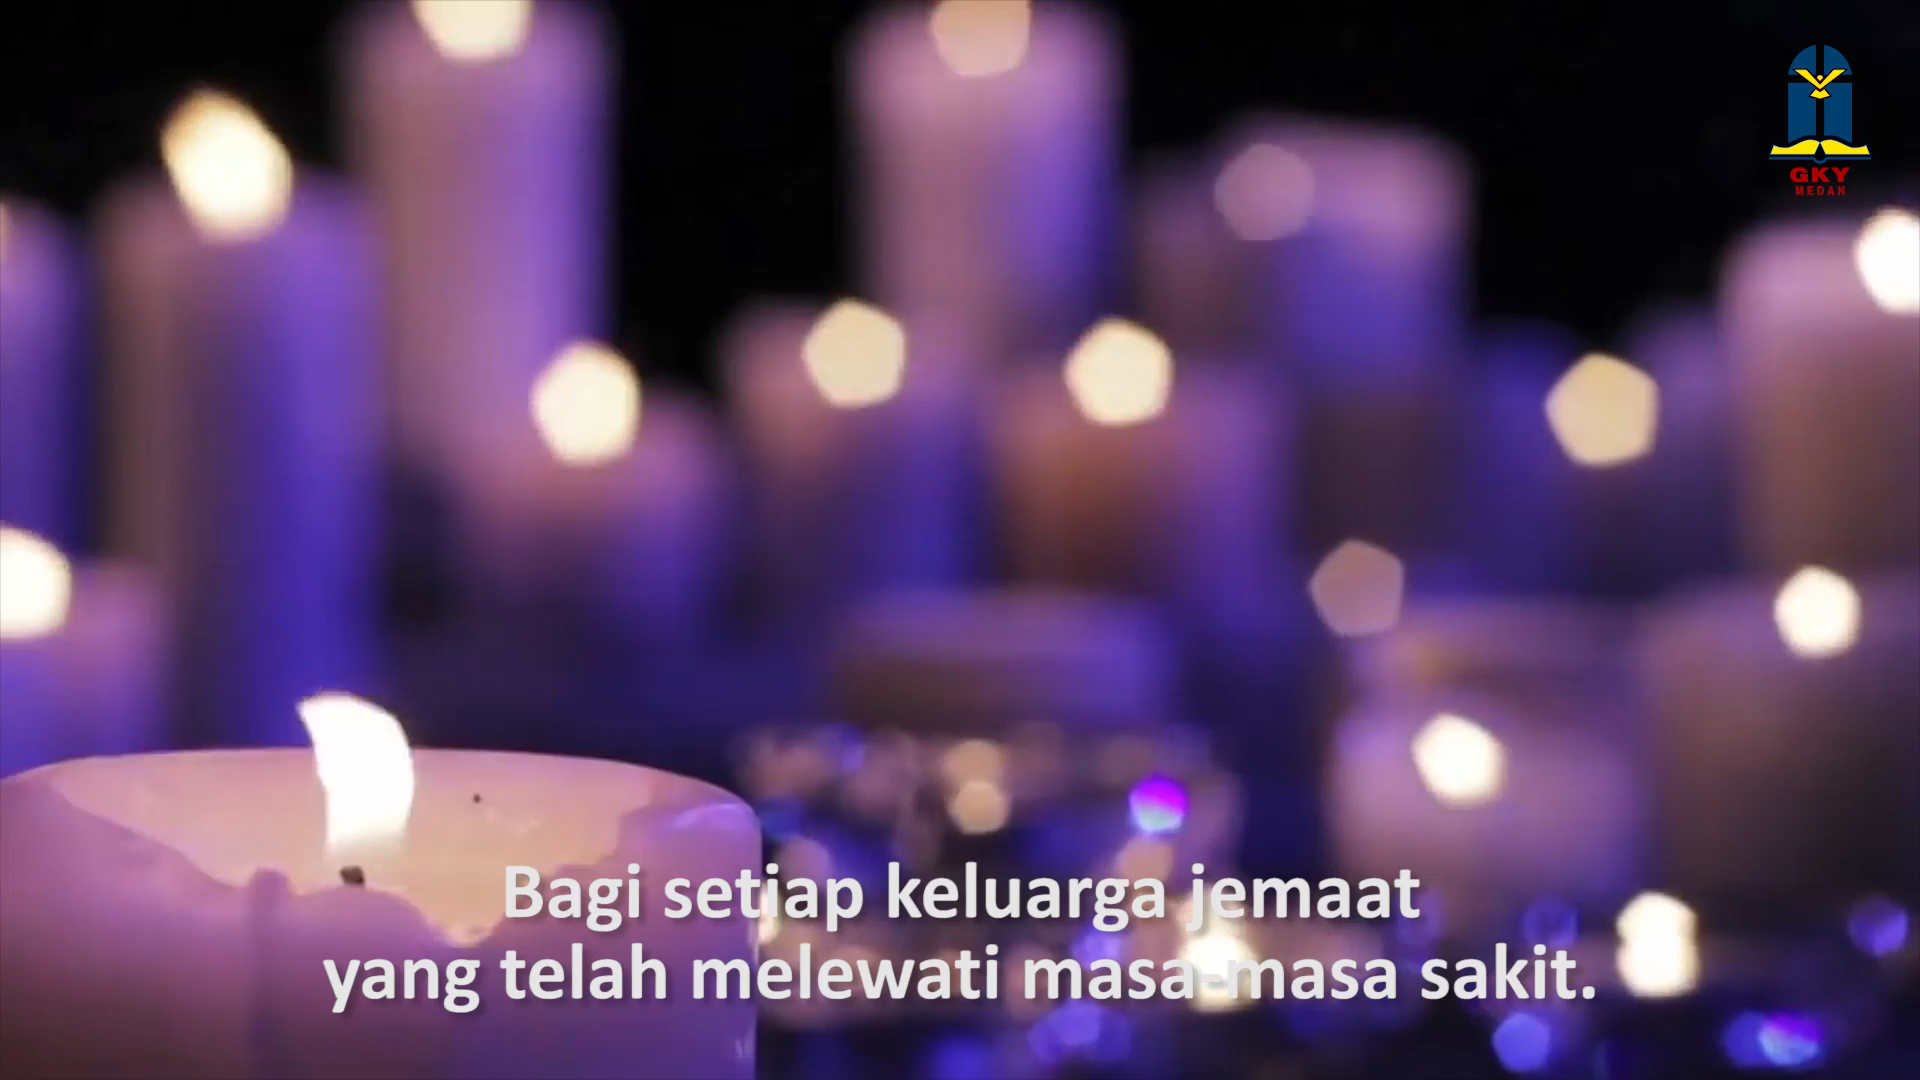 GKY
MEDAN
Bagi setiap keluarga jemaat
yang telah melewati masa-masa sakit.